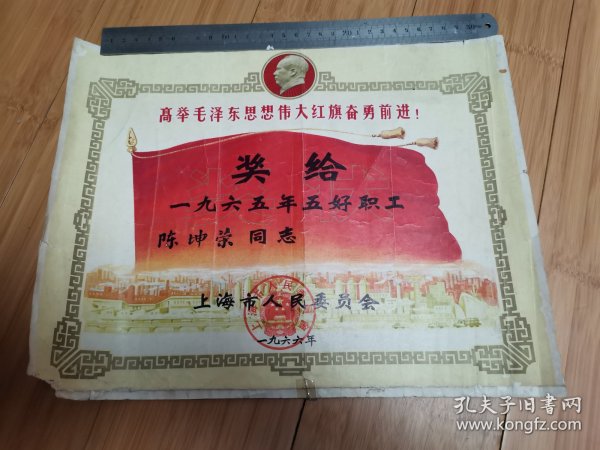 高举毛泽东思想伟大红旗奋勇前进!
奖给
一九六五年五好职工
陈坤荣同志
上海市人民委员会
一九六六年
孔夫子旧书网
www.kongfz.com